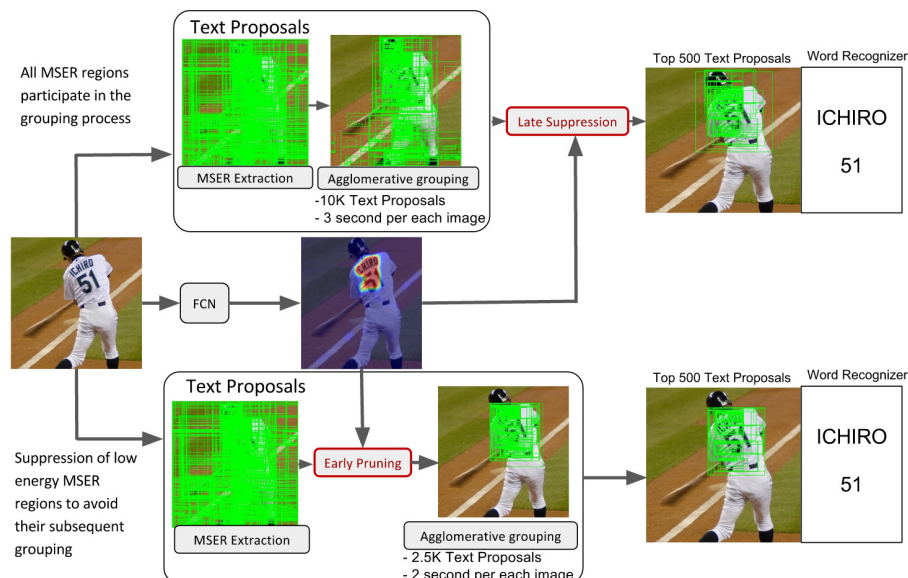 Text Proposals
All MSER regions
participate in the
grouping process
MSER Extraction
Agglomerative grouping
-10K Text Proposals
- 3 second per each image
Late Suppression
Top 500 Text Proposals
Word Recognizer
ICHIRO
51
ICHIRO
51
FCN
ICHIRO
51
Text Proposals
Suppression of low
energy MSER
regions to avoid
their subsequent
grouping
MSER Extraction
Early Pruning
Agglomerative grouping
- 2.5K Text Proposals
- 2 second per each image
Top 500 Text Proposals
Word Recognizer
ICHIRO
51